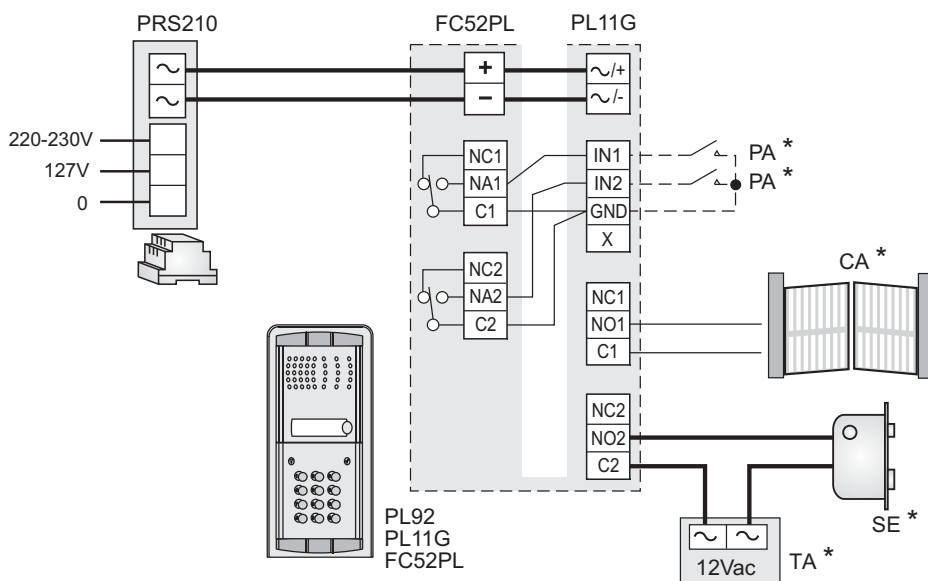 PRS210
FC52PL
PL11G
~
~
220-230V
127V
0
+
−
~/+
~/-
NC1
NA1
C1
NC2
NA2
C2
IN1
IN2
GND
X
NC1
NO1
C1
NC2
NO2
C2
PA *
PA *
CA *
SE *
~ ~
12Vac
TA *
PL92
PL11G
FC52PL